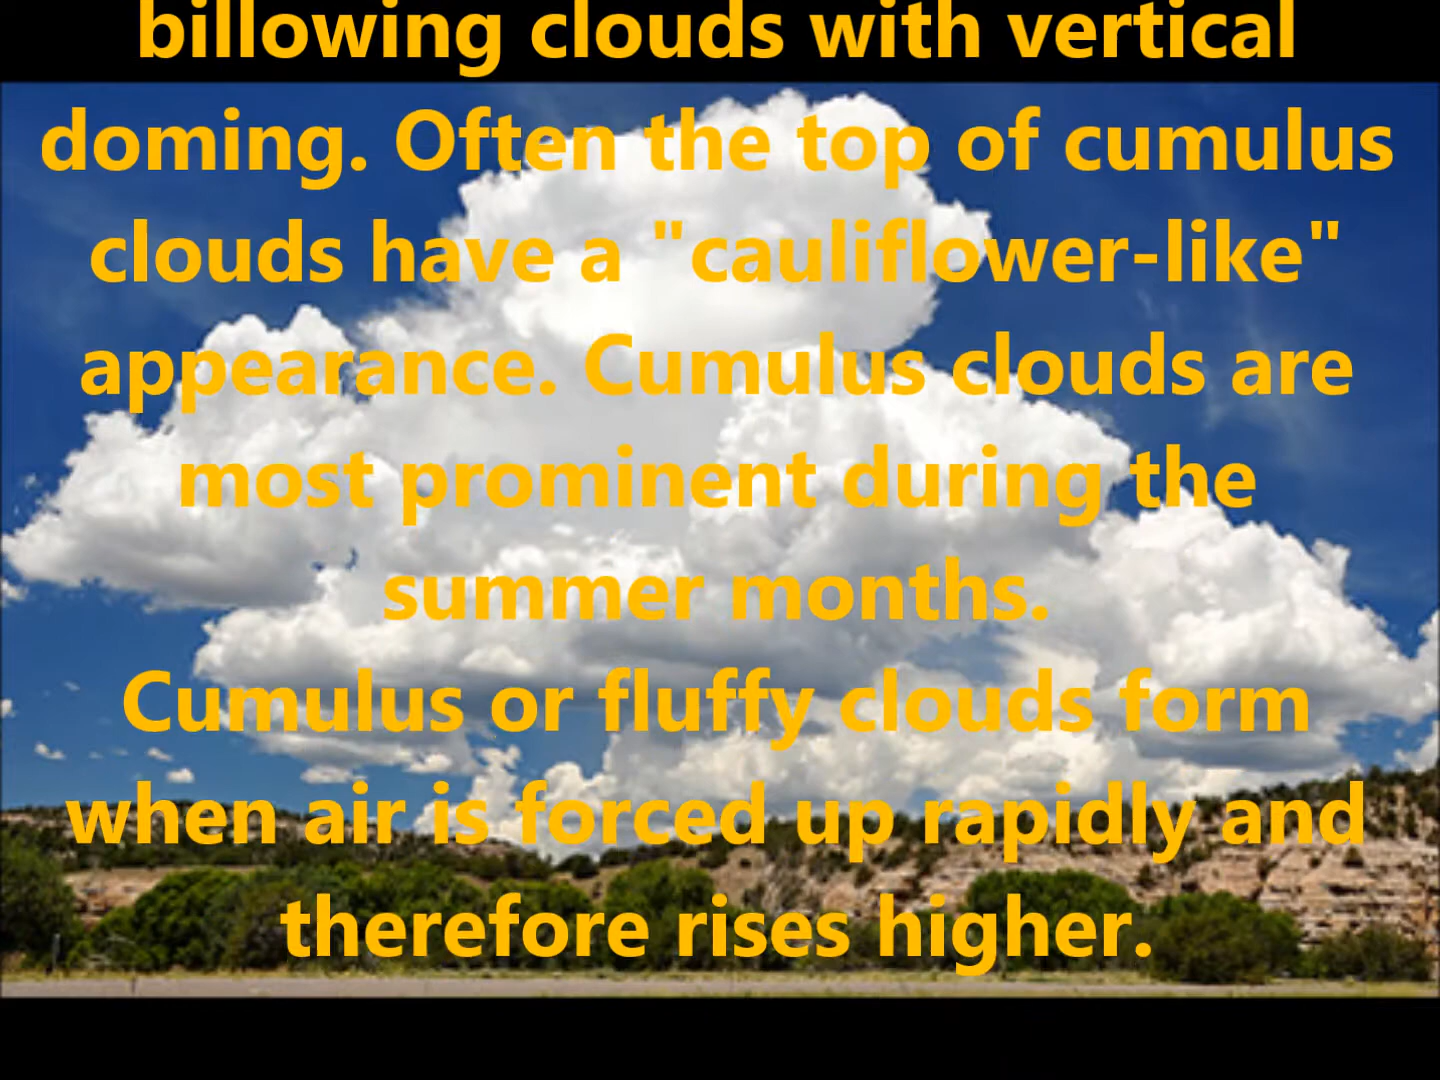 billowing clouds with vertical
doming. Often the top of cumulus
clouds have a "cauliflower-like"
appearance. Cumulus clouds are
most prominent during the
summer months.
Cumulus or fluffy clouds form
when air is forced up rapidly and
therefore rises higher.